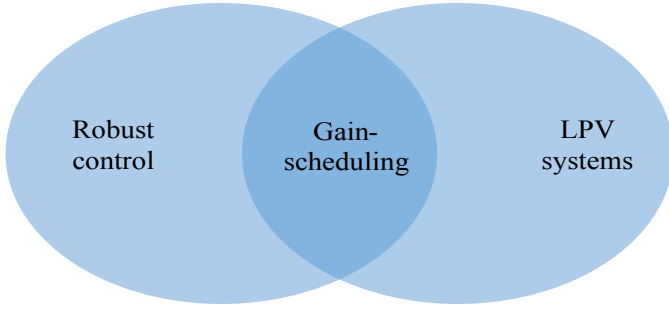 Robust
control
Gain-
scheduling
LPV
systems